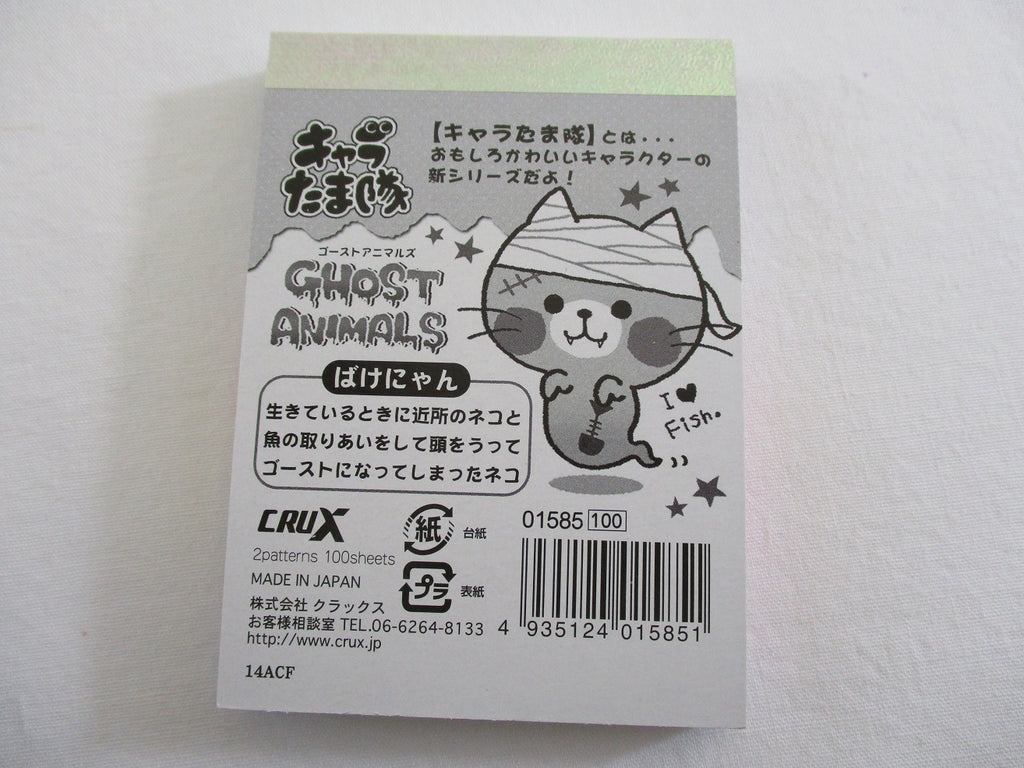 キャラ
たま隊
【キャラたま隊】とは・・・
おもしろかわいいキャラクターの
新シリーズだよ！
ゴーストアニマルズ
GHOST
ANIMALS
ばけにゃん
生きているときに近所のネコと
魚の取りあいをして頭をうって
ゴーストになってしまったネコ
I ♥
Fish.
CRUX
2patterns 100sheets
MADE IN JAPAN
株式会社 クラックス
お客様相談室 TEL.06-6264-8133
http://www.crux.jp
14ACF
紙 台紙
プラ 表紙
01585 100
4 935124 015851